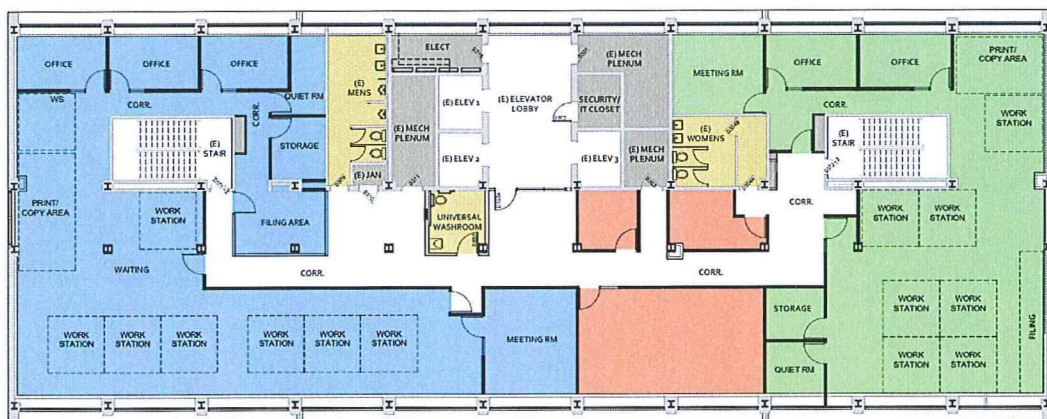 OFFICE
OFFICE
OFFICE
QUIET RM
WS
CORR.
CORR.
STORAGE
(E)
STAIR
PRINT/
COPY AREA
WORK
STATION
FILING AREA
WAITING
(E)
MENS
(E) JAN
ELECT
(E) MECH
PLENUM
(E) ELEV 1
(E) ELEV 2
(E) ELEVATOR
LOBBY
(E) MECH
PLENUM
SECURITY/
IT CLOSET
(E) ELEV 3
(E) MECH
PLENUM
UNIVERSAL
WASHROOM
MEETING RM
OFFICE
OFFICE
PRINT/
COPY AREA
CORR.
WORK
STATION
(E)
WOMENS
(E)
STAIR
CORR.
WORK
STATION
WORK
STATION
CORR.
CORR.
WORK
STATION
WORK
STATION
WORK
STATION
WORK
STATION
WORK
STATION
WORK
STATION
MEETING RM
STORAGE
QUIET RM
WORK
STATION
WORK
STATION
WORK
STATION
WORK
STATION
FILING